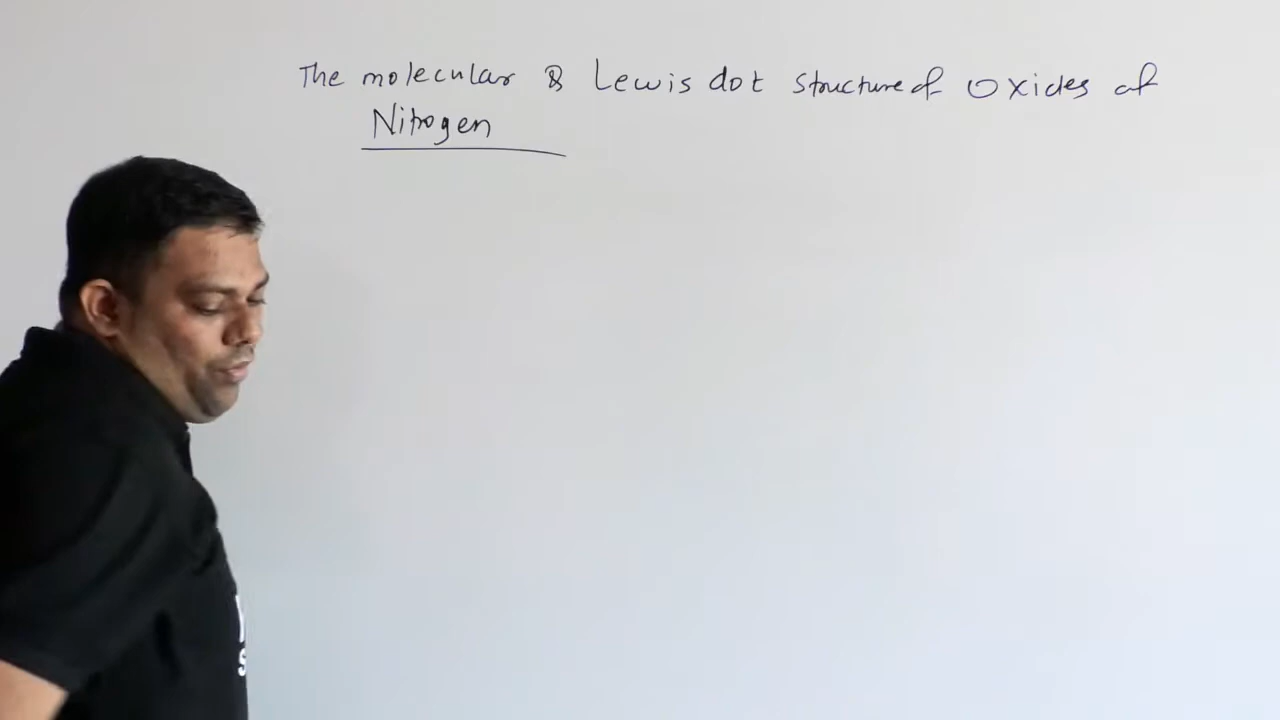 The molecular & Lewis dot structure of Oxides of
Nitrogen